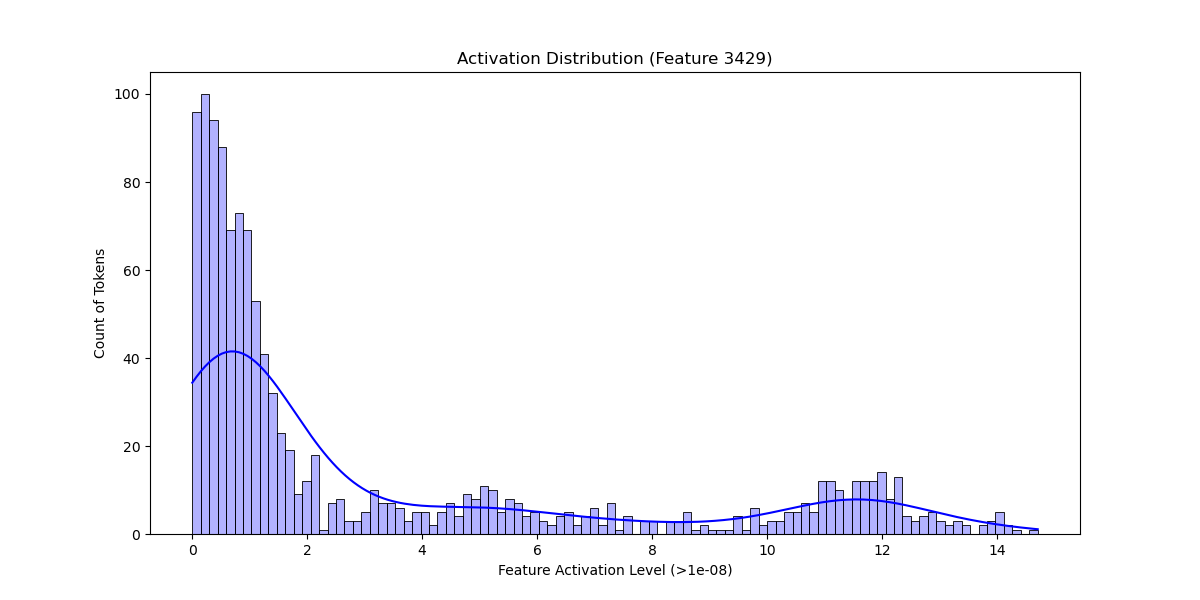 Activation Distribution (Feature 3429)
Count of Tokens
100
80
60
40
20
0
0 2 4 6 8 10 12 14
Feature Activation Level (>1e-08)